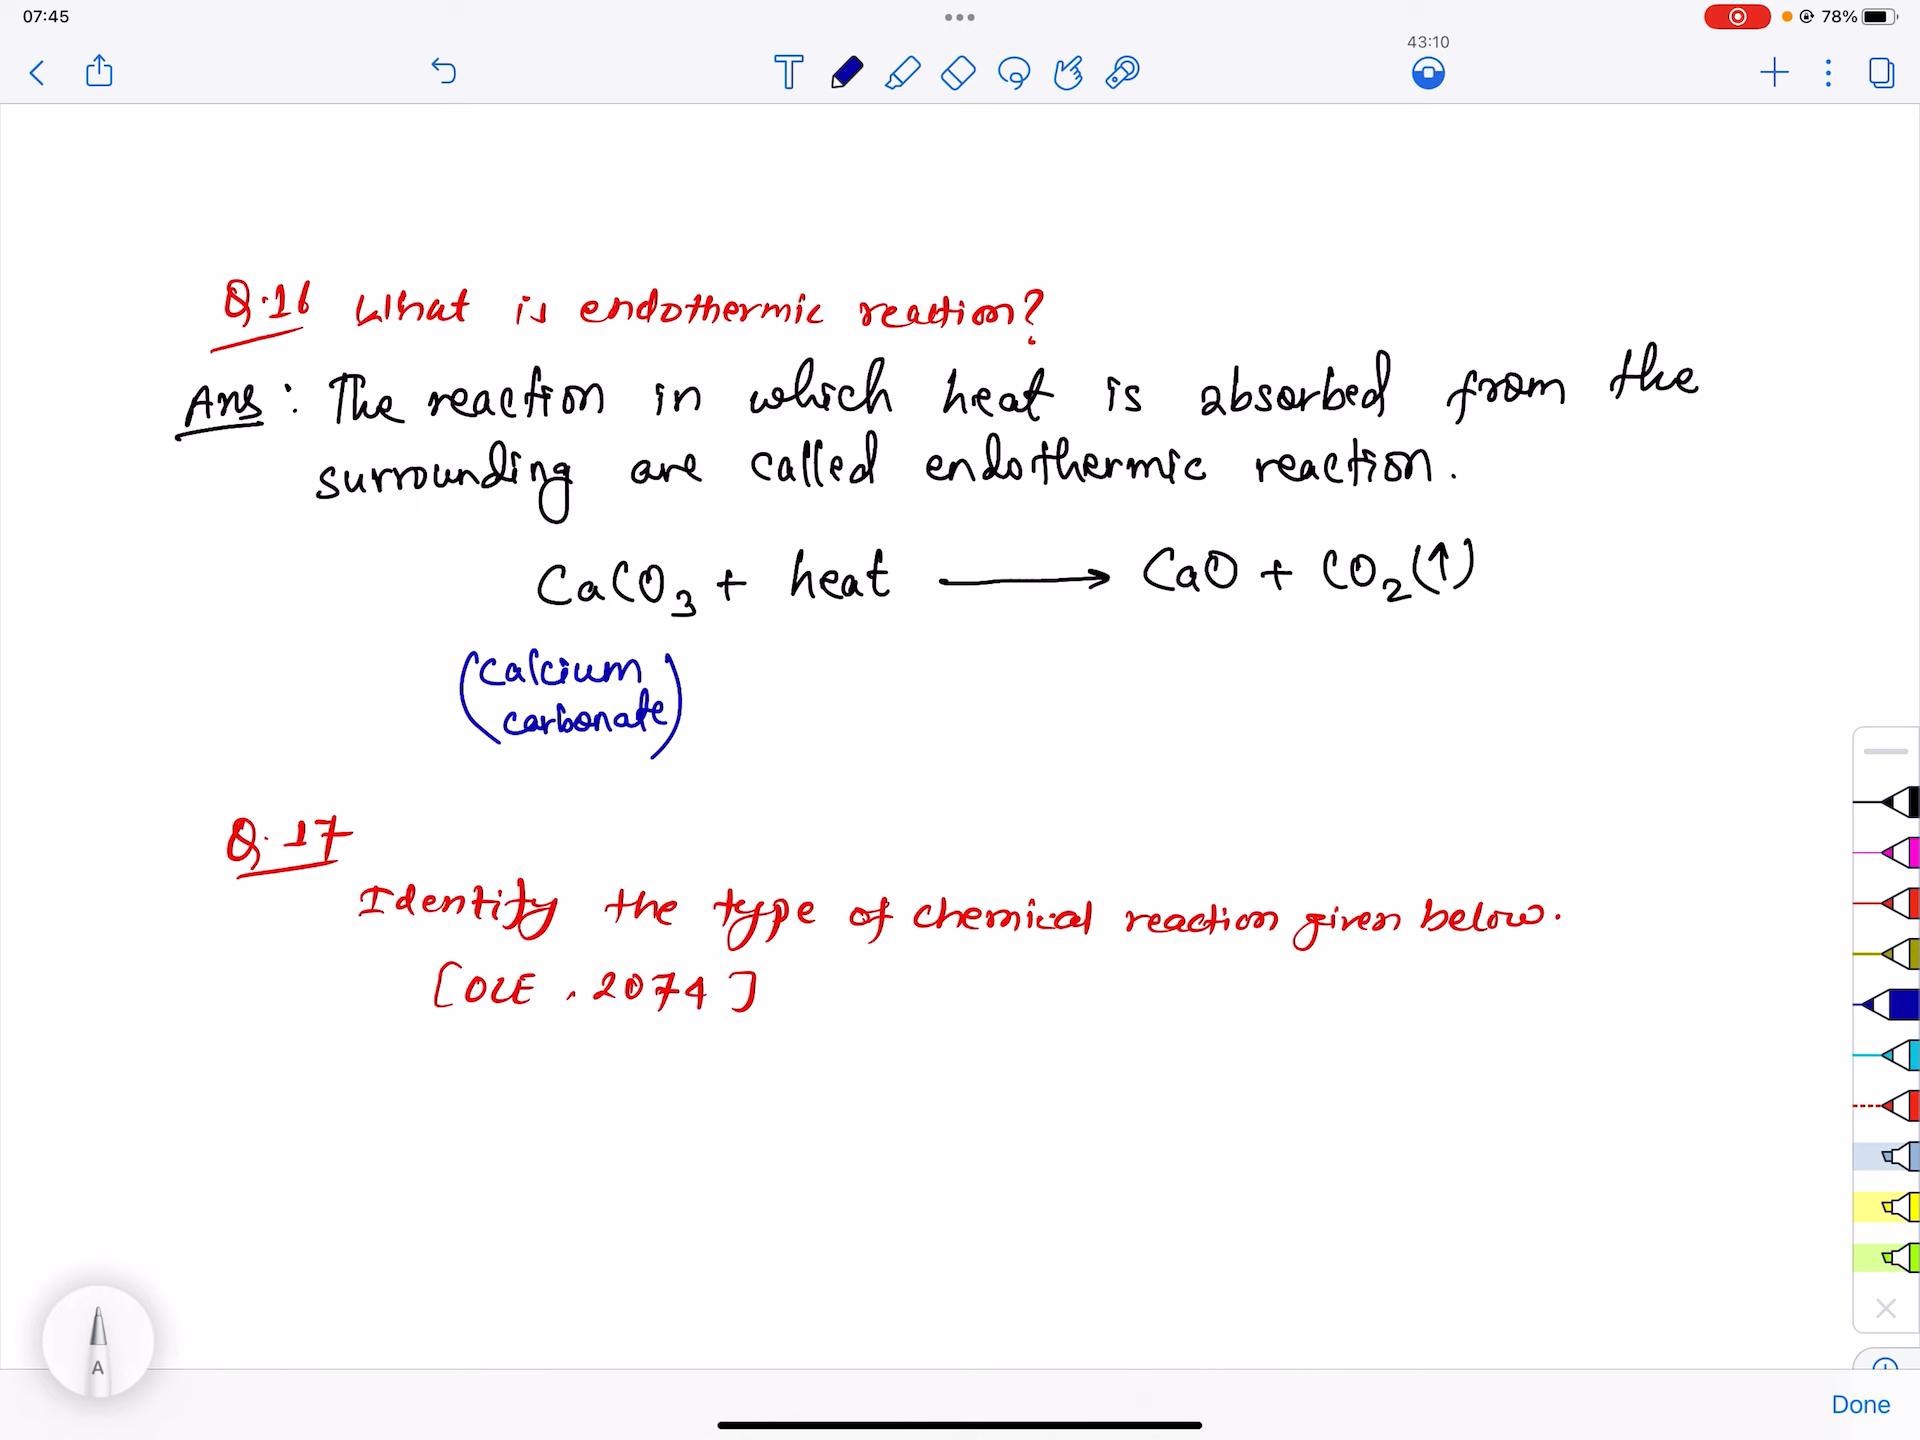 07:45
78%
43:10
T
Q.16 What is endothermic reaction?
Ans : The reaction in which heat is absorbed from the
surrounding are called endothermic reaction.
CaCO₃ + heat ⟶ CaO + CO₂(↑)
(calcium
carbonate)
Q.17
Identify the type of chemical reaction given below.
[OLE . 2074]
A
Done